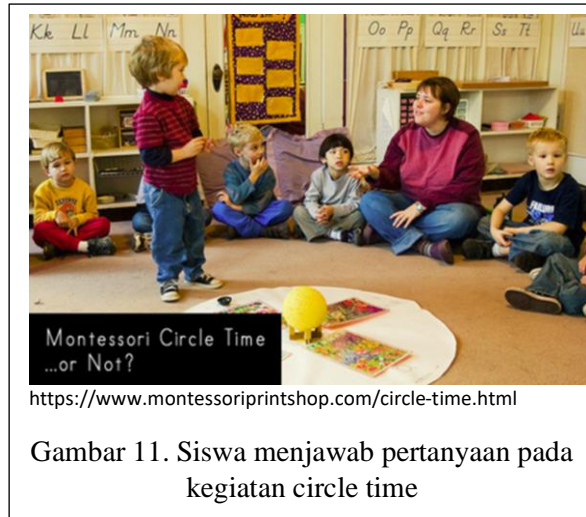 Kk Ll Mm Nn
Oo Pp Qq Rr Ss Tt Uu
Montessori Circle Time
...or Not?
https://www.montessoriprintshop.com/circle-time.html
Gambar 11. Siswa menjawab pertanyaan pada
kegiatan circle time